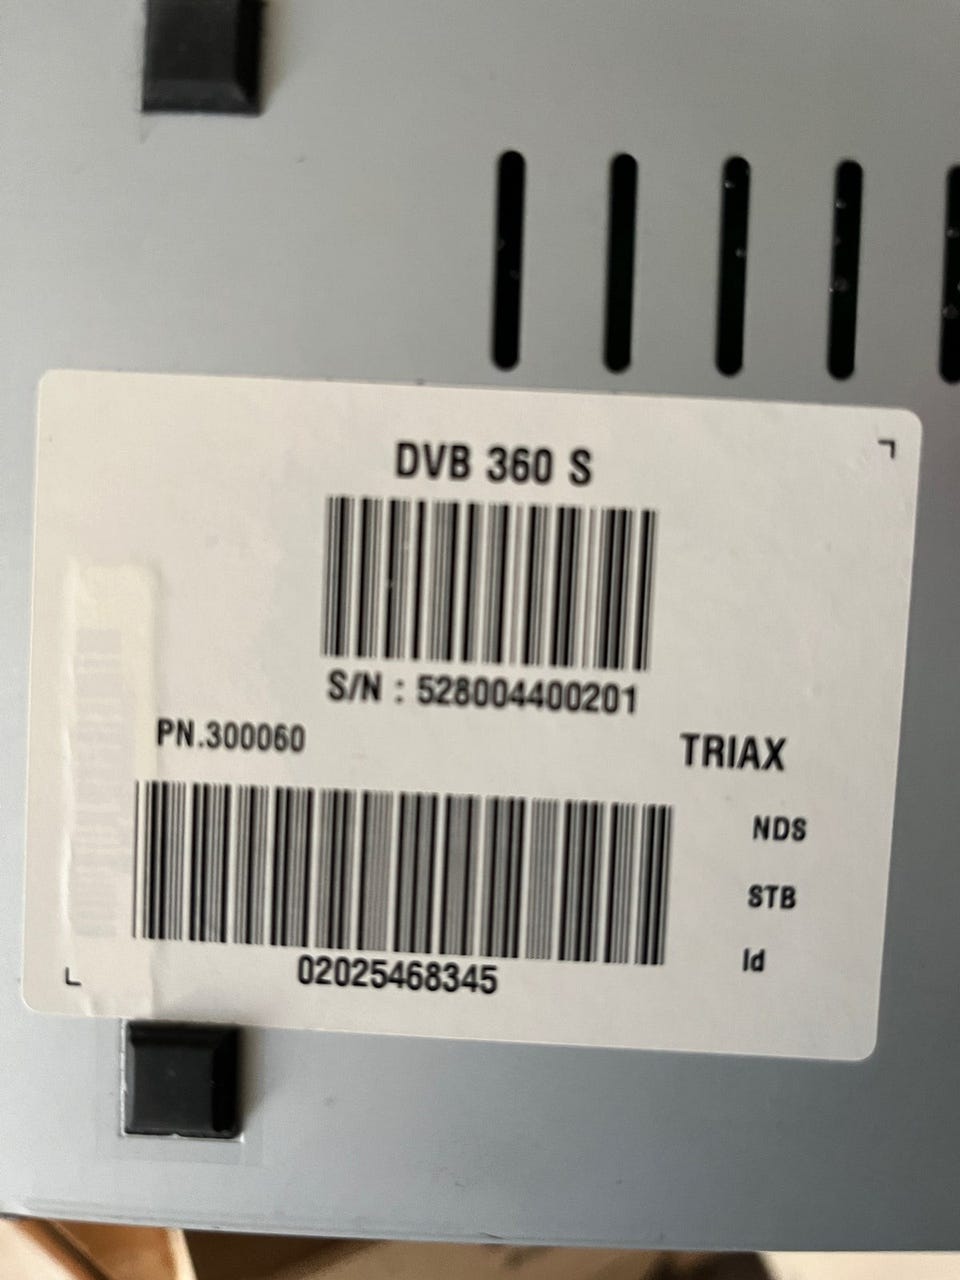 DVB 360 S
S/N : 528004400201
PN.300060
TRIAX
NDS
STB
Id
02025468345